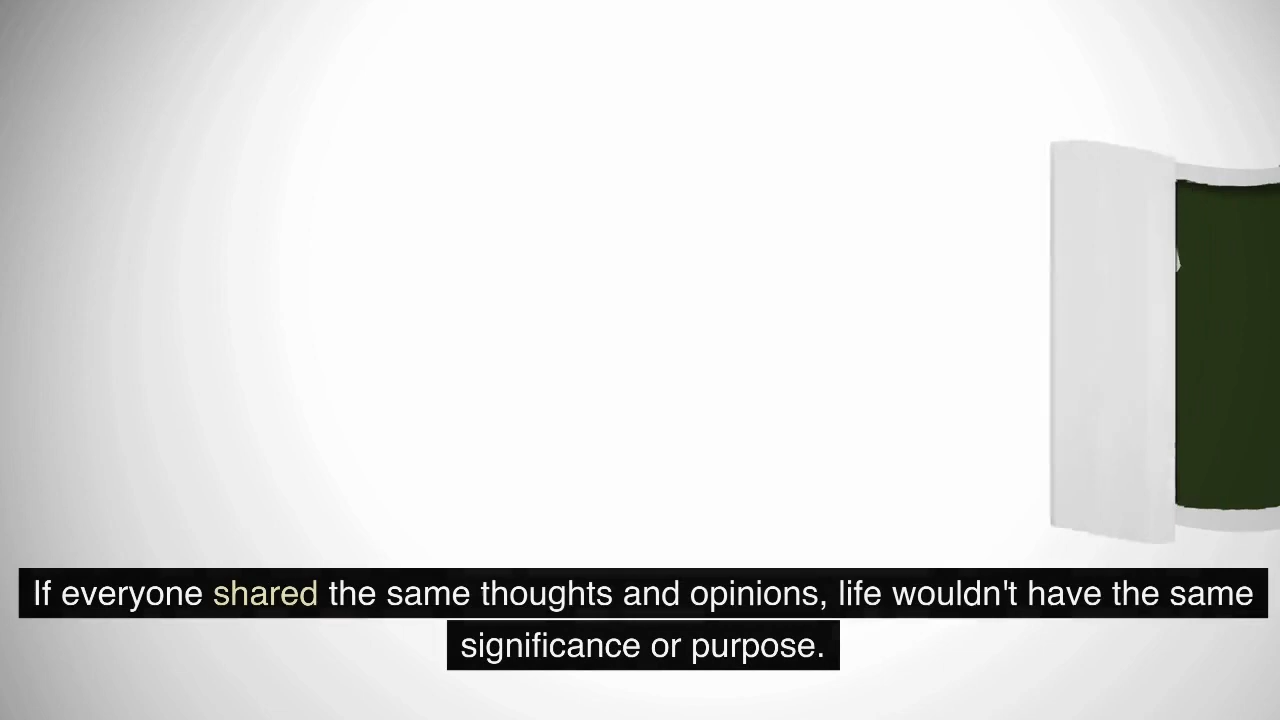 If everyone shared the same thoughts and opinions, life wouldn't have the same
significance or purpose.